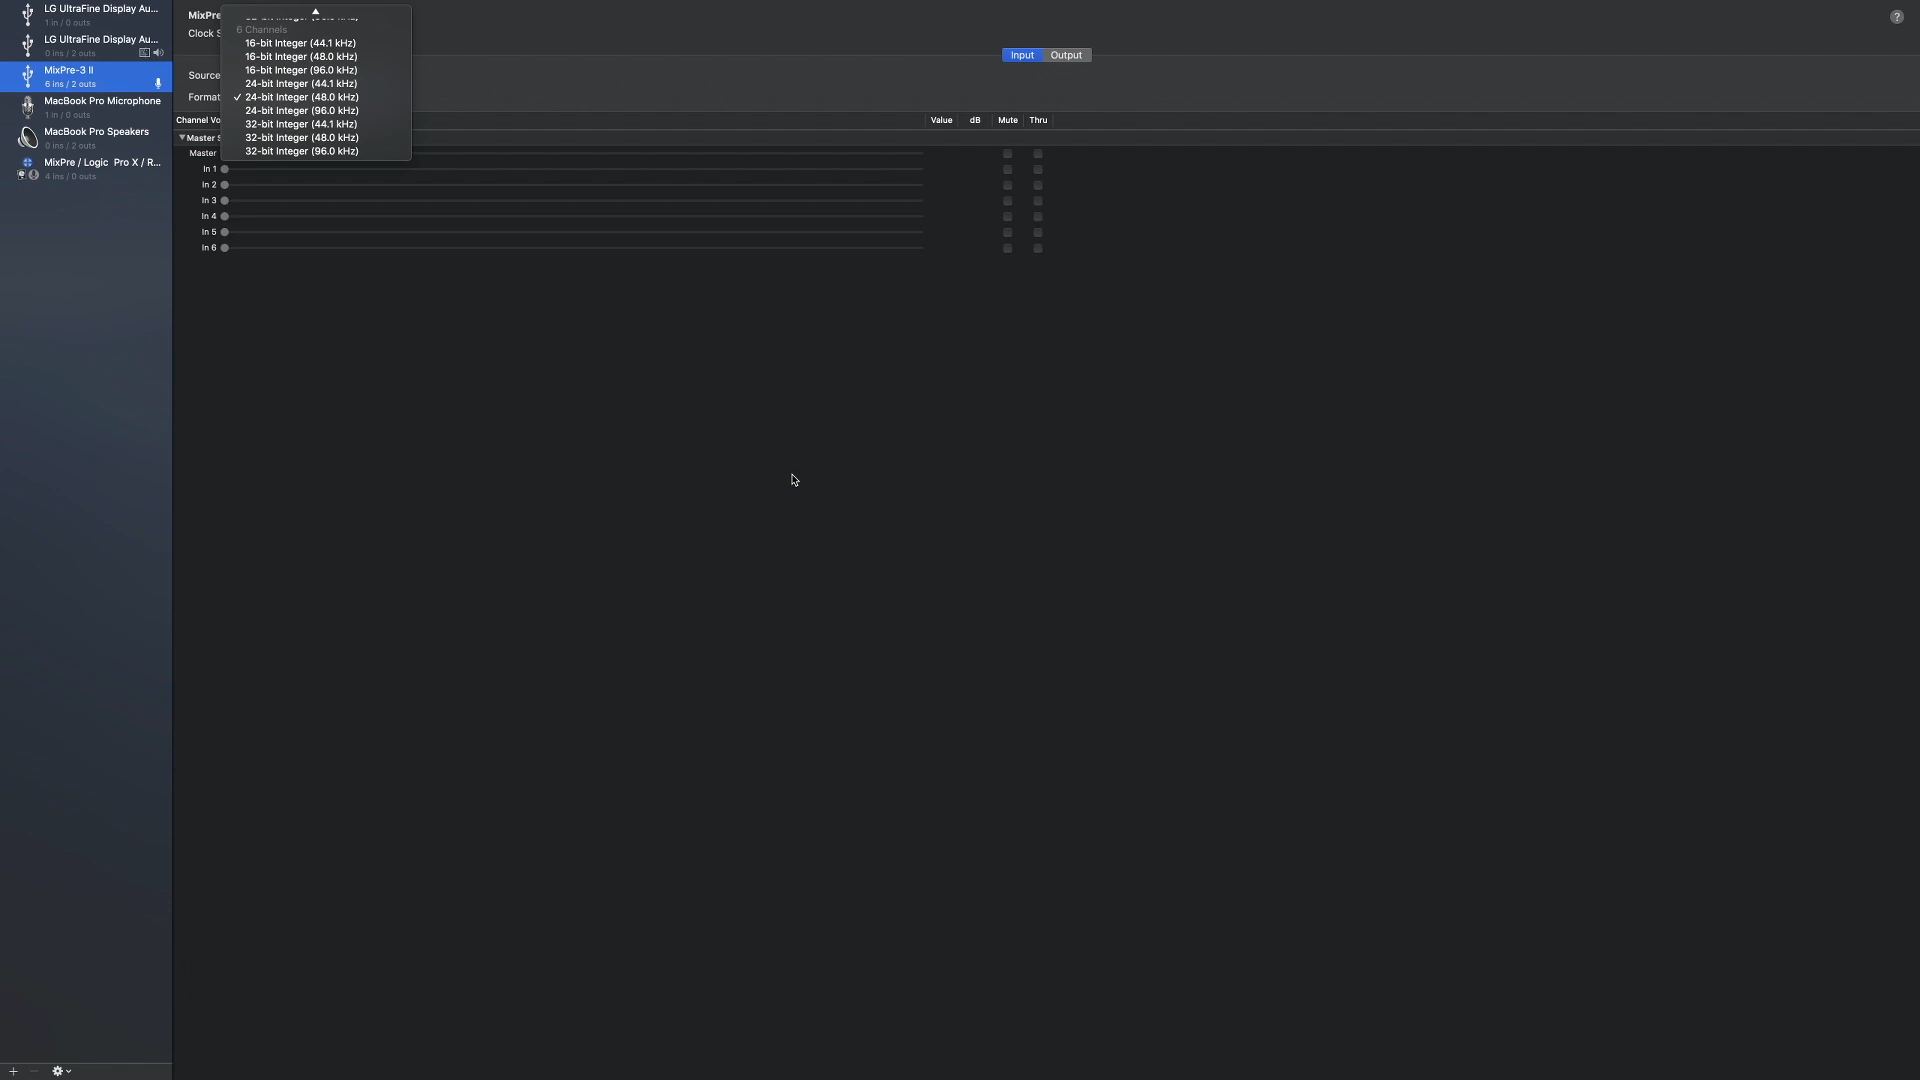 LG UltraFine Display Au...
1 in / 0 outs
LG UltraFine Display Au...
0 ins / 2 outs
MixPre-3 II
6 ins / 2 outs
MacBook Pro Microphone
1 in / 0 outs
MacBook Pro Speakers
0 ins / 2 outs
MixPre / Logic Pro X / R...
4 ins / 0 outs
MixPre
Clock S
Source
Format
6 Channels
16-bit Integer (44.1 kHz)
16-bit Integer (48.0 kHz)
16-bit Integer (96.0 kHz)
24-bit Integer (44.1 kHz)
✓ 24-bit Integer (48.0 kHz)
24-bit Integer (96.0 kHz)
32-bit Integer (44.1 kHz)
32-bit Integer (48.0 kHz)
32-bit Integer (96.0 kHz)
Input Output
?
Channel Vo Value dB Mute Thru
Master S
Master
In 1
In 2
In 3
In 4
In 5
In 6